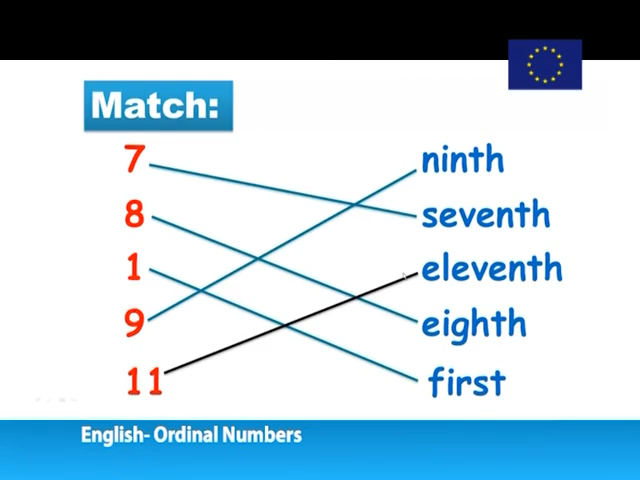 Match:
7 ninth
8 seventh
1 eleventh
9 eighth
11 first
English- Ordinal Numbers